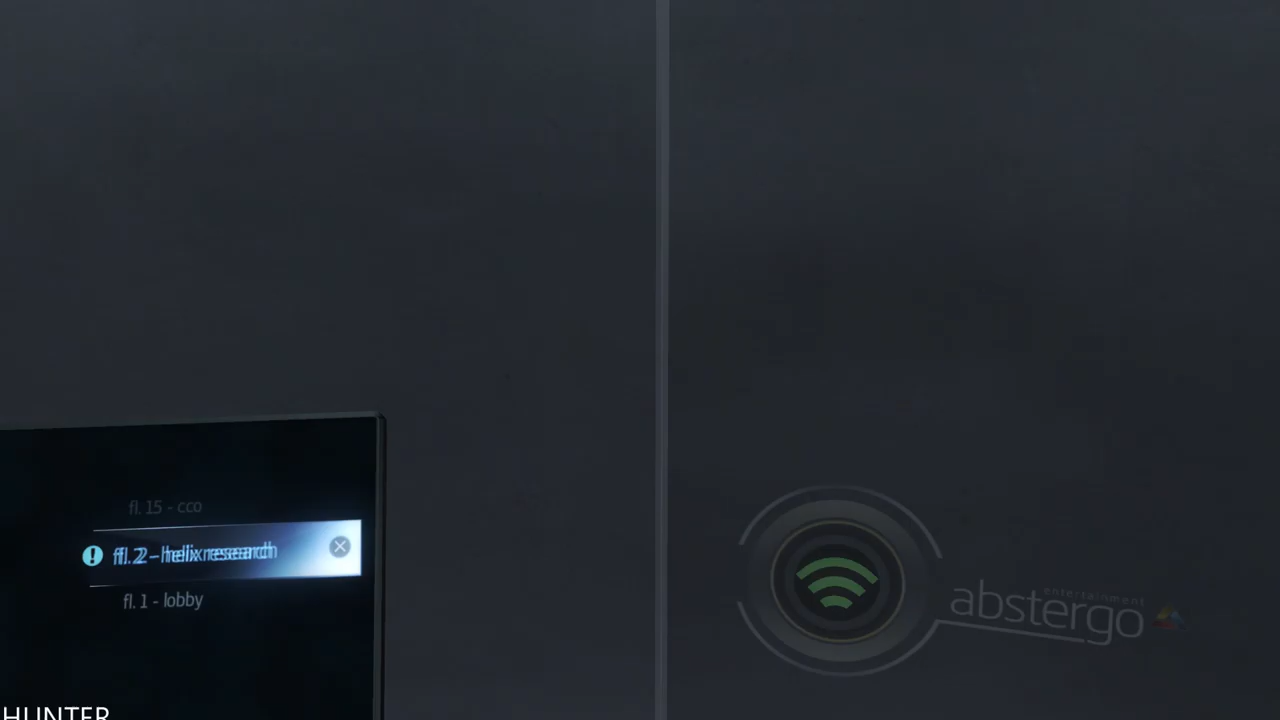 fl. 15 - cco
fl. 2 - helix research
fl. 1 - lobby
entertainment
abstergo
HUNTER